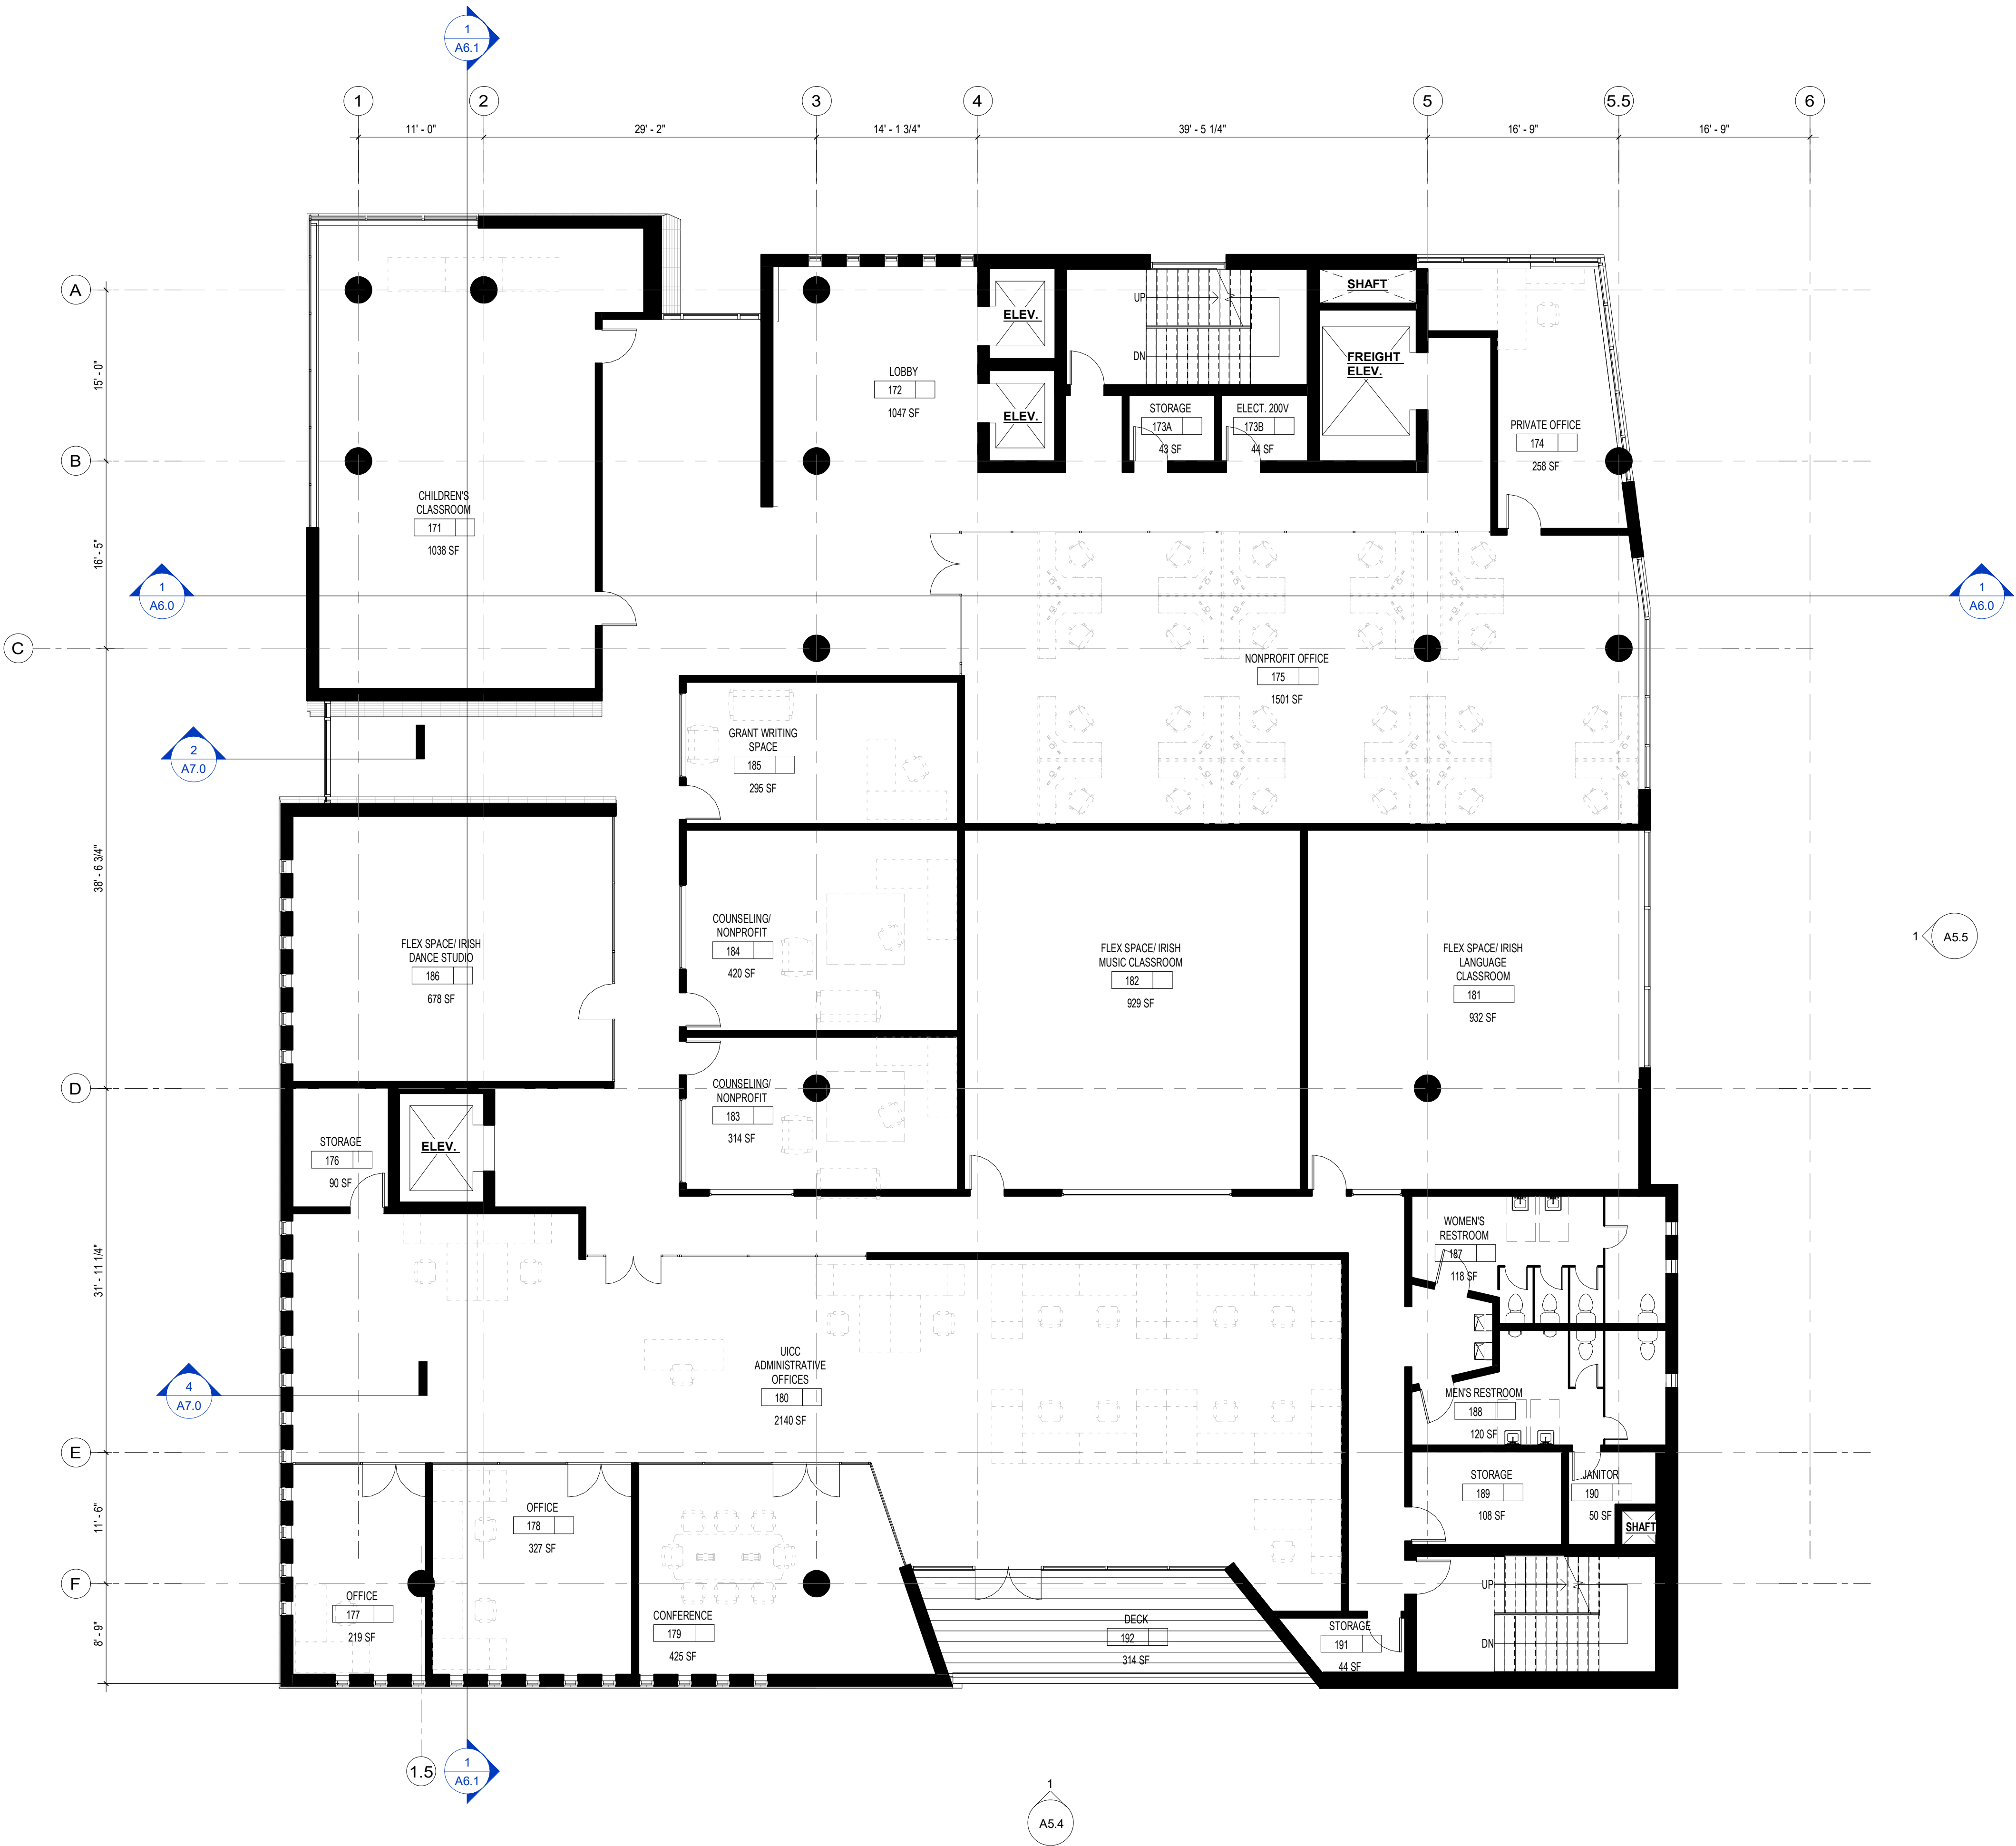 1
A6.1
1
2
3
4
5
5.5
6
11' - 0"
29' - 2"
14' - 1 3/4"
39' - 5 1/4"
16' - 9"
16' - 9"
A
B
C
D
E
F
15' - 0"
16' - 5"
38' - 6 3/4"
31' - 11 1/4"
11' - 6"
8' - 9"
SHAFT
UP
DN
ELEV.
ELEV.
FREIGHT
ELEV.
LOBBY
172
1047 SF
STORAGE
173A
43 SF
ELECT. 200V
173B
44 SF
PRIVATE OFFICE
174
258 SF
CHILDREN'S
CLASSROOM
171
1038 SF
1
A6.0
1
A6.0
NONPROFIT OFFICE
175
1501 SF
2
A7.0
GRANT WRITING
SPACE
185
295 SF
FLEX SPACE/ IRISH
DANCE STUDIO
186
678 SF
COUNSELING/
NONPROFIT
184
420 SF
FLEX SPACE/ IRISH
MUSIC CLASSROOM
182
929 SF
FLEX SPACE/ IRISH
LANGUAGE
CLASSROOM
181
932 SF
1
A5.5
COUNSELING/
NONPROFIT
183
314 SF
STORAGE
176
90 SF
ELEV.
WOMEN'S
RESTROOM
187
118 SF
UICC
ADMINISTRATIVE
OFFICES
180
2140 SF
4
A7.0
MEN'S RESTROOM
188
120 SF
STORAGE
189
108 SF
JANITOR
190
50 SF
SHAFT
OFFICE
178
327 SF
OFFICE
177
219 SF
CONFERENCE
179
425 SF
DECK
192
314 SF
STORAGE
191
44 SF
UP
DN
1.5
1
A6.1
1
A5.4